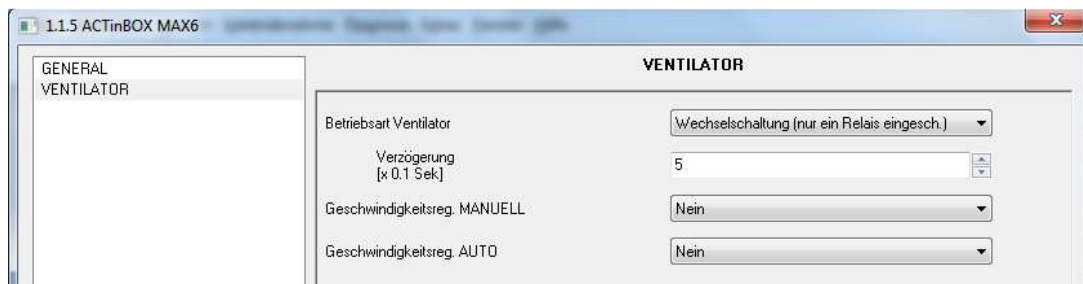 1.1.5 ACTinBOX MAX6
GENERAL
VENTILATOR
VENTILATOR
Betriebsart Ventilator
Wechselschaltung (nur ein Relais eingesch.)
Verzögerung
[x 0.1 Sek]
5
Geschwindigkeitsreg. MANUELL
Nein
Geschwindigkeitsreg. AUTO
Nein